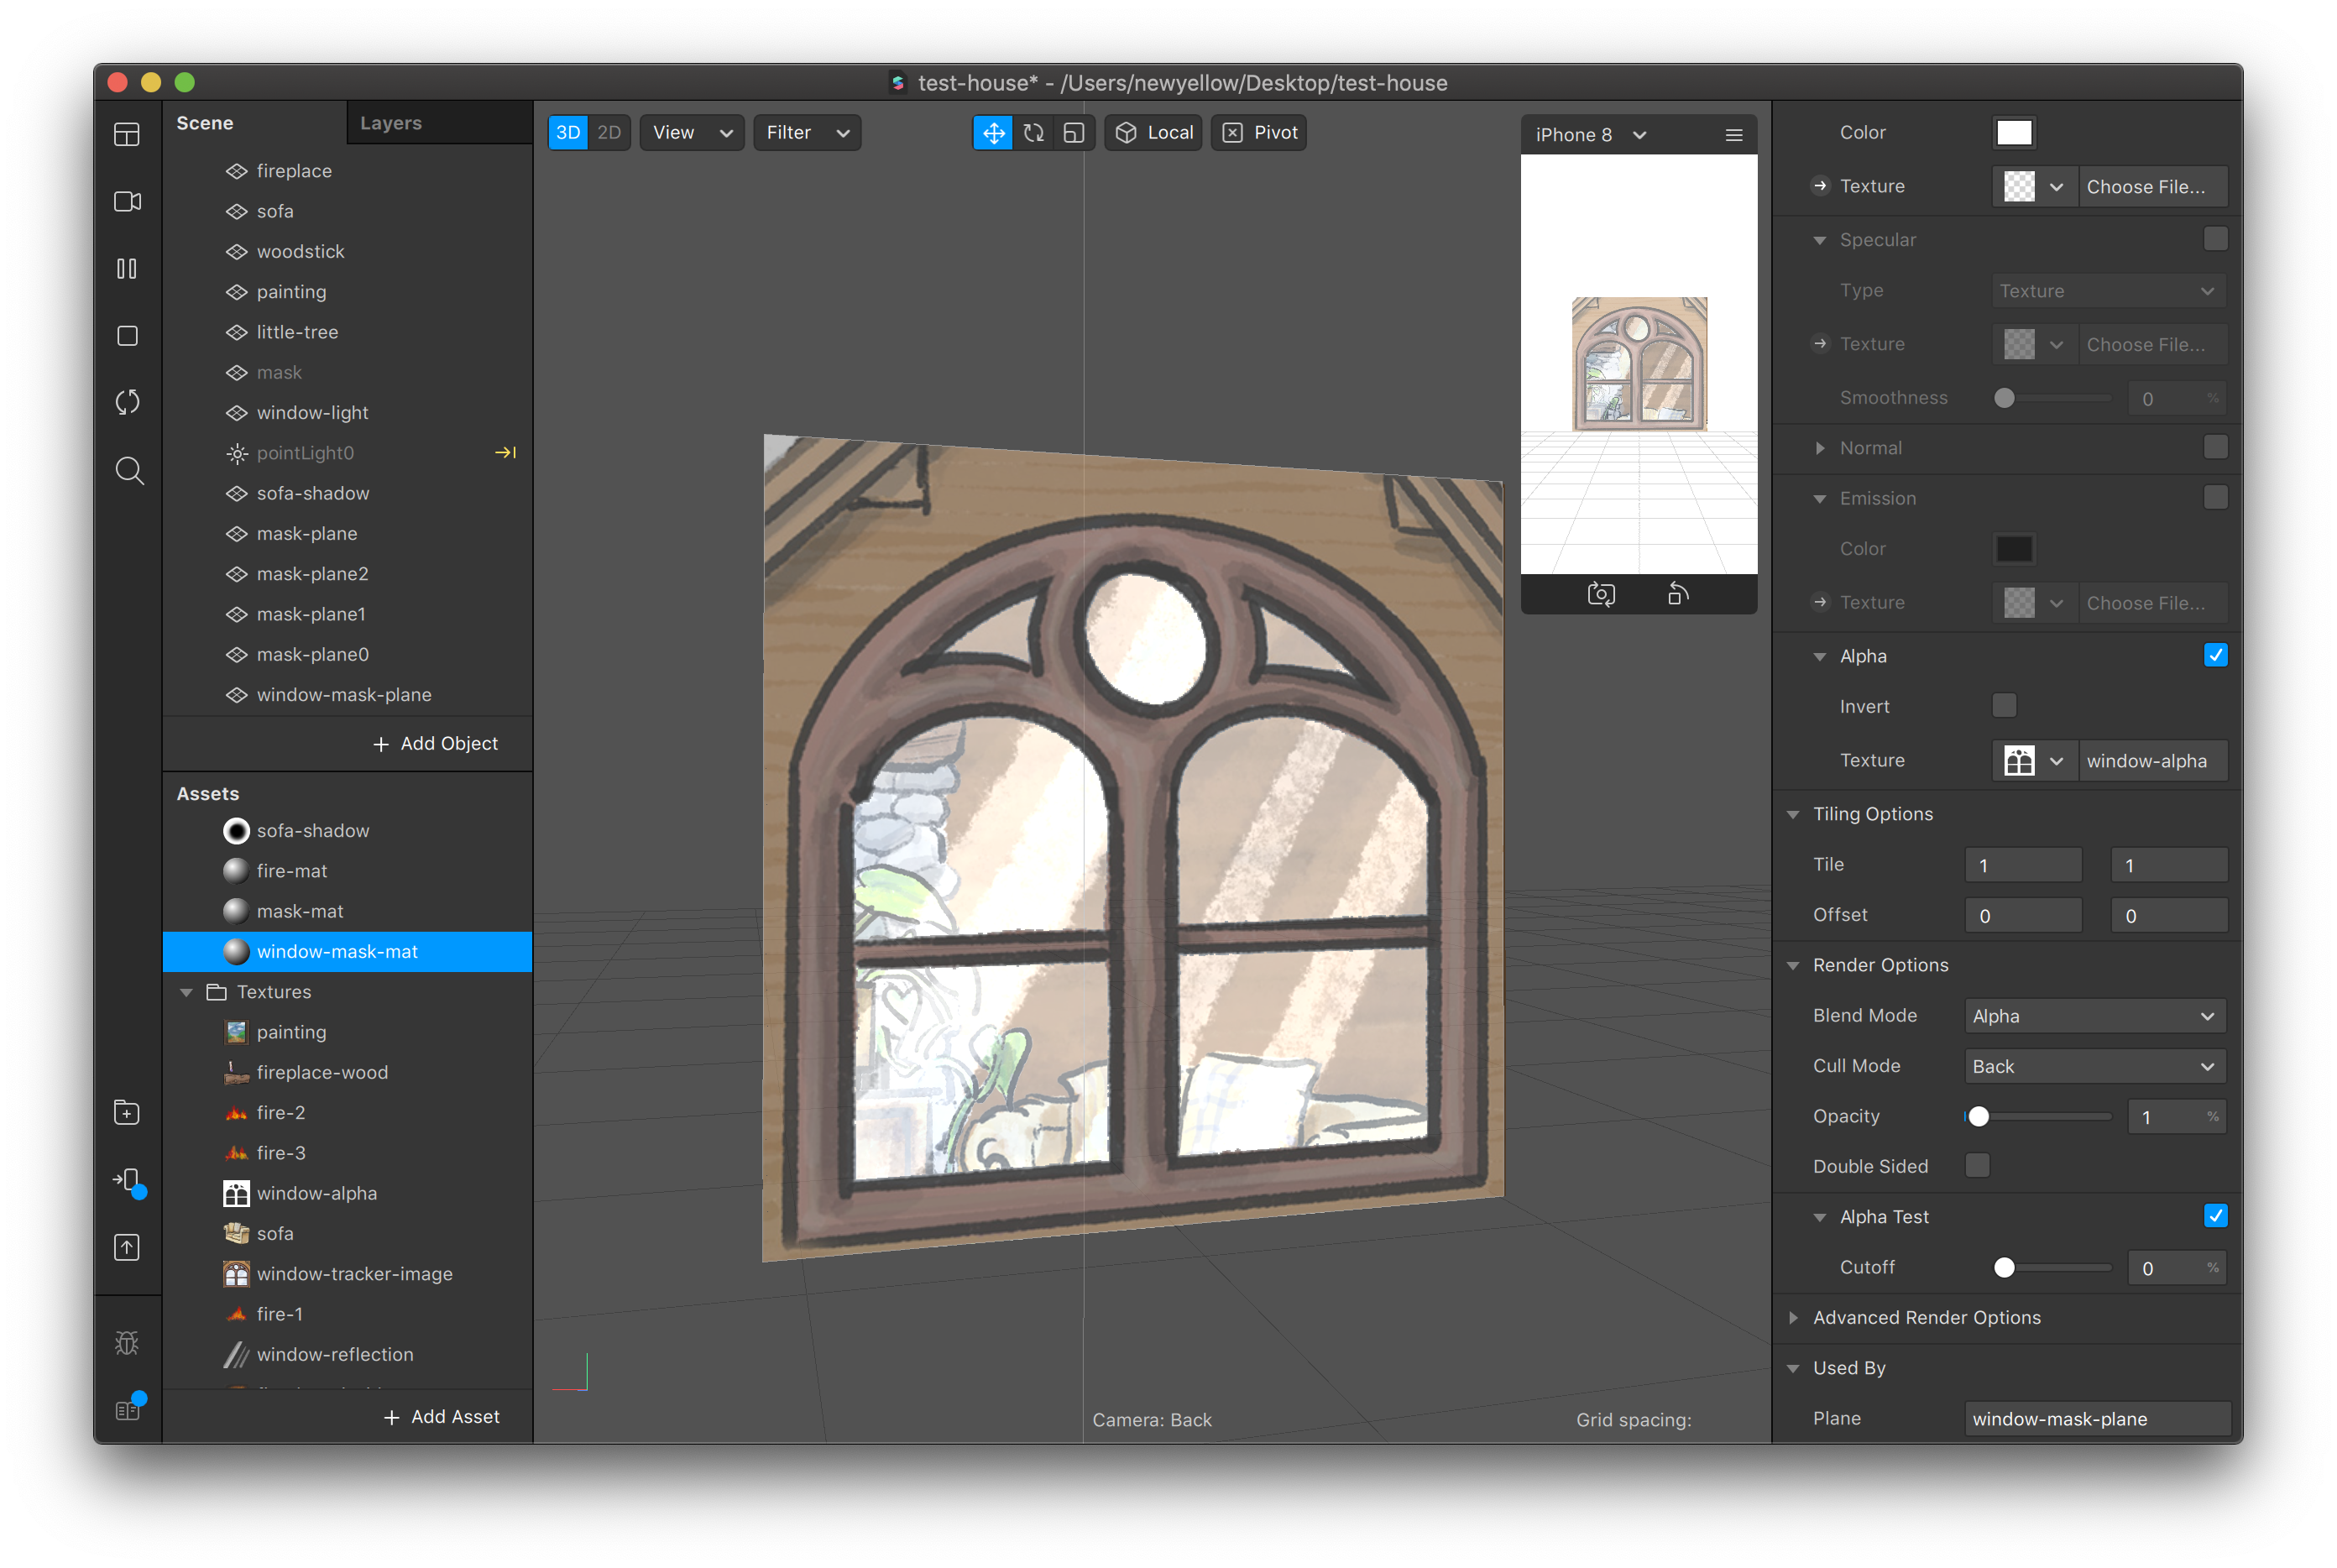 test-house* - /Users/newyellow/Desktop/test-house
Scene
Layers
fireplace
sofa
woodstick
painting
little-tree
mask
window-light
pointLight0
sofa-shadow
mask-plane
mask-plane2
mask-plane1
mask-plane0
window-mask-plane
+ Add Object
Assets
sofa-shadow
fire-mat
mask-mat
window-mask-mat
Textures
painting
fireplace-wood
fire-2
fire-3
window-alpha
sofa
window-tracker-image
fire-1
window-reflection
+ Add Asset
3D 2D
View
Filter
Local
Pivot
iPhone 8
Camera: Back
Grid spacing:
Color
Texture Choose File...
Specular
Type Texture
Texture Choose File...
Smoothness 0 %
Normal
Emission
Color
Texture Choose File...
Alpha
Invert
Texture window-alpha
Tiling Options
Tile 1 1
Offset 0 0
Render Options
Blend Mode Alpha
Cull Mode Back
Opacity 1 %
Double Sided
Alpha Test
Cutoff 0 %
Advanced Render Options
Used By
Plane window-mask-plane